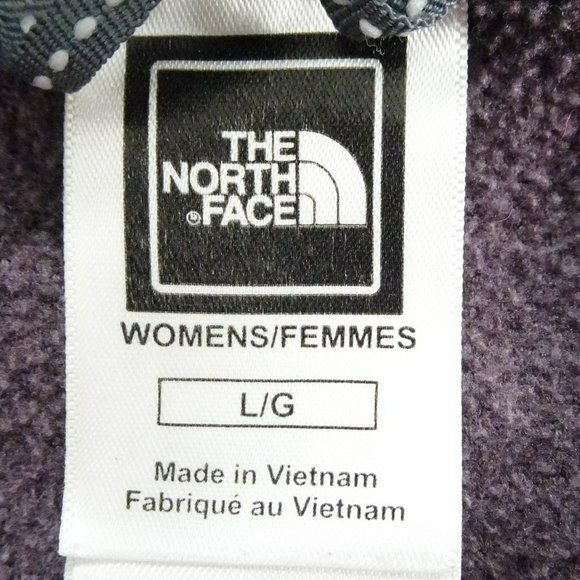 THE
NORTH
FACE
®
WOMENS/FEMMES
L/G
Made in Vietnam
Fabriqué au Vietnam